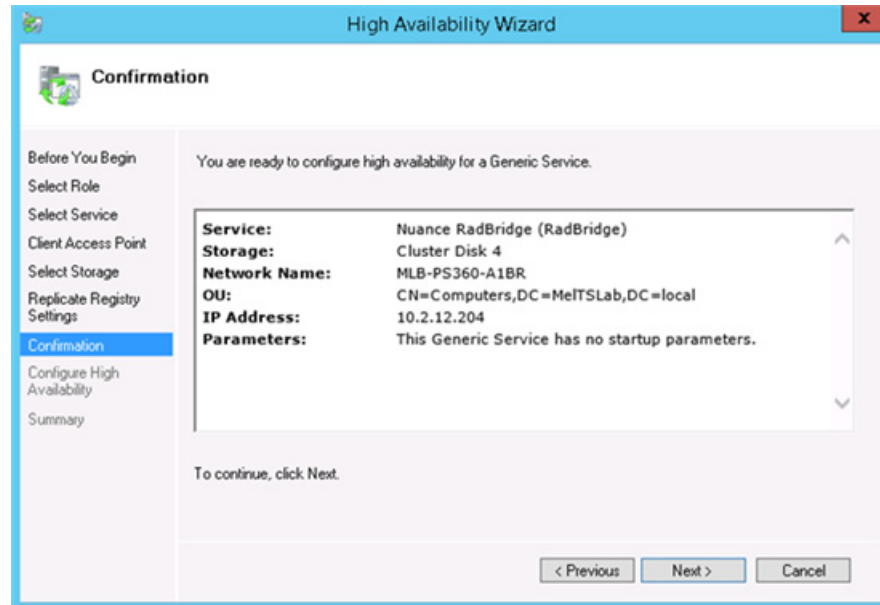 High Availability Wizard
Confirmation
Before You Begin
Select Role
Select Service
Client Access Point
Select Storage
Replicate Registry
Settings
Confirmation
Configure High
Availability
Summary
You are ready to configure high availability for a Generic Service.
Service: Nuance RadBridge (RadBridge)
Storage: Cluster Disk 4
Network Name: MLB-PS360-A1BR
OU: CN=Computers,DC=MelTSLab,DC=local
IP Address: 10.2.12.204
Parameters: This Generic Service has no startup parameters.
To continue, click Next.
< Previous
Next >
Cancel